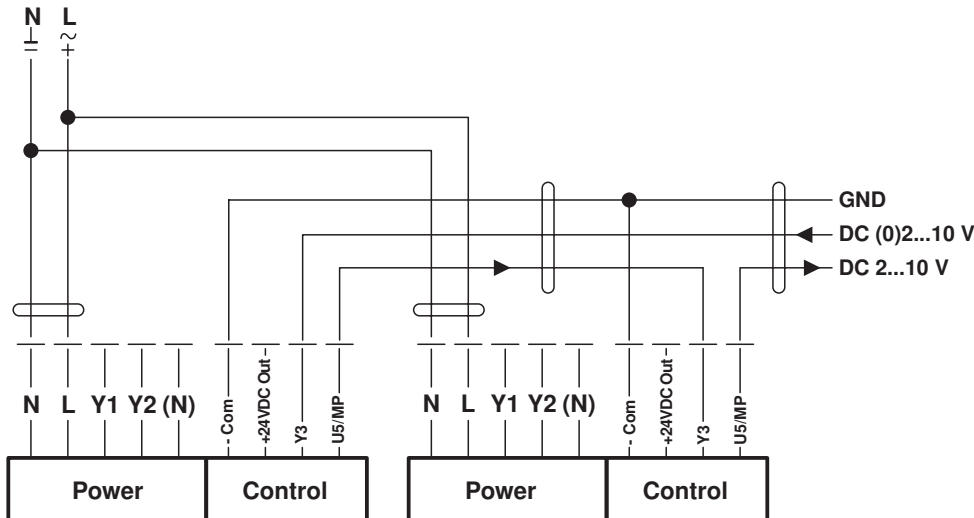 N L
⊥ ~
= +
GND
DC (0)2...10 V
DC 2...10 V
N L Y1 Y2 (N) - Com +24VDC Out Y3 U5/MP N L Y1 Y2 (N) - Com +24VDC Out Y3 U5/MP
Power Control Power Control